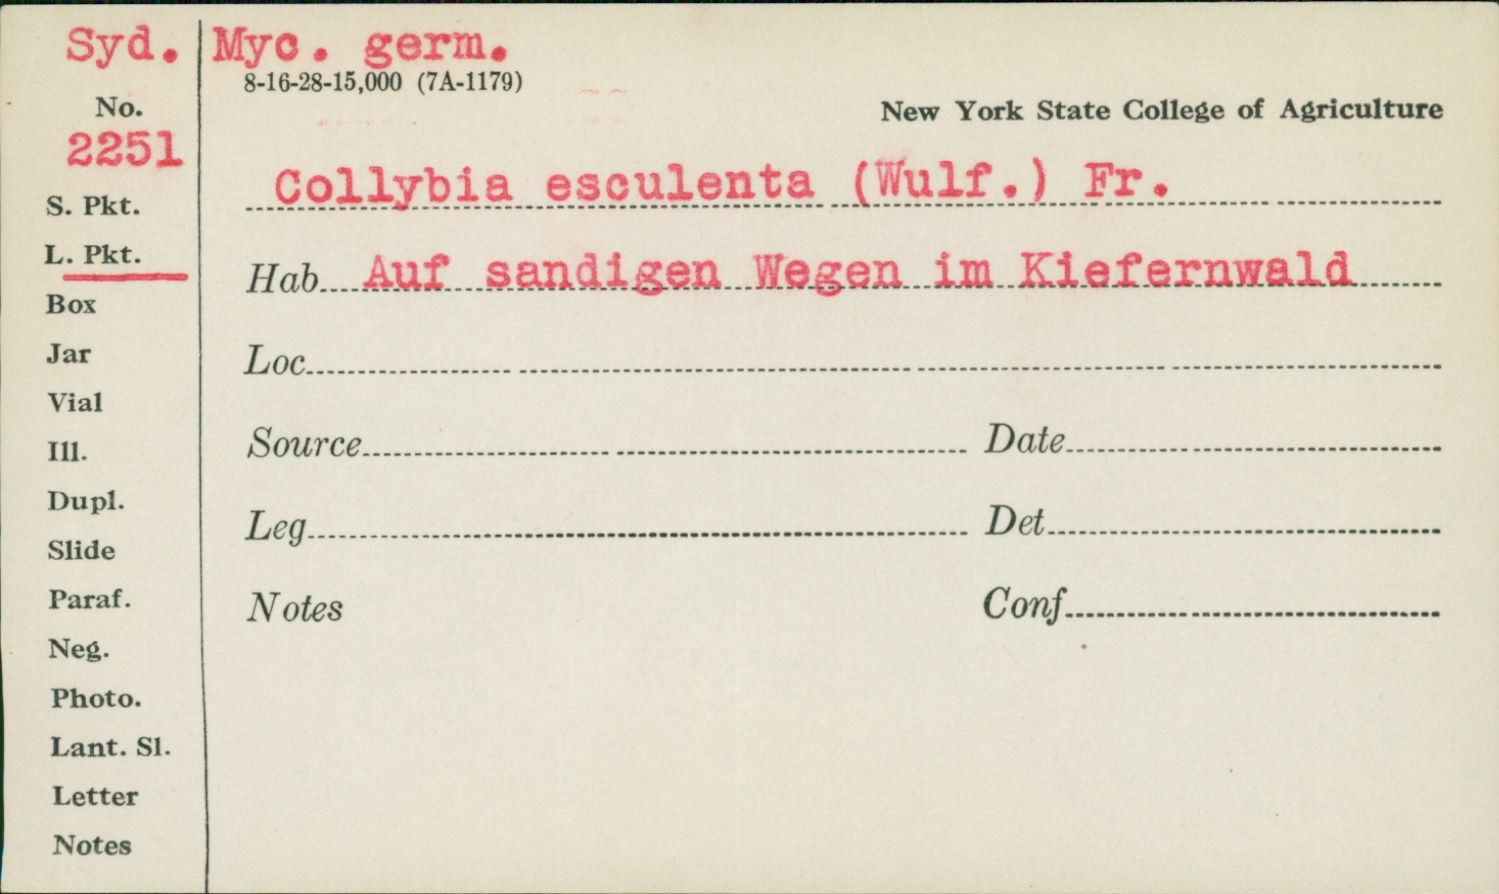 Syd. Myc. germ.
8-16-28-15,000 (7A-1179)
New York State College of Agriculture
No.
2251
Collybia esculenta (Wulf.) Fr.
S. Pkt.
L. Pkt.
Hab. Auf sandigen Wegen im Kiefernwald
Box
Jar
Loc.
Vial
Ill.
Source Date
Dupl.
Leg Det
Slide
Paraf.
Notes Conf
Neg.
Photo.
Lant. Sl.
Letter
Notes